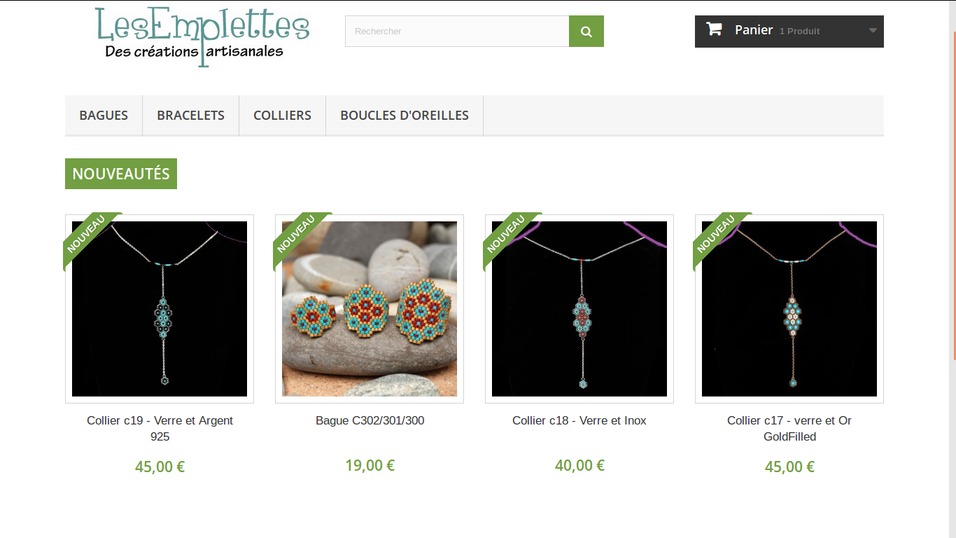 LesEmplettes
Des créations artisanales
Rechercher
Panier 1 Produit
BAGUES BRACELETS COLLIERS BOUCLES D'OREILLES
NOUVEAUTÉS
NOUVEAU NOUVEAU NOUVEAU NOUVEAU
Collier c19 - Verre et Argent
925
45,00 €
Bague C302/301/300
19,00 €
Collier c18 - Verre et Inox
40,00 €
Collier c17 - verre et Or
GoldFilled
45,00 €